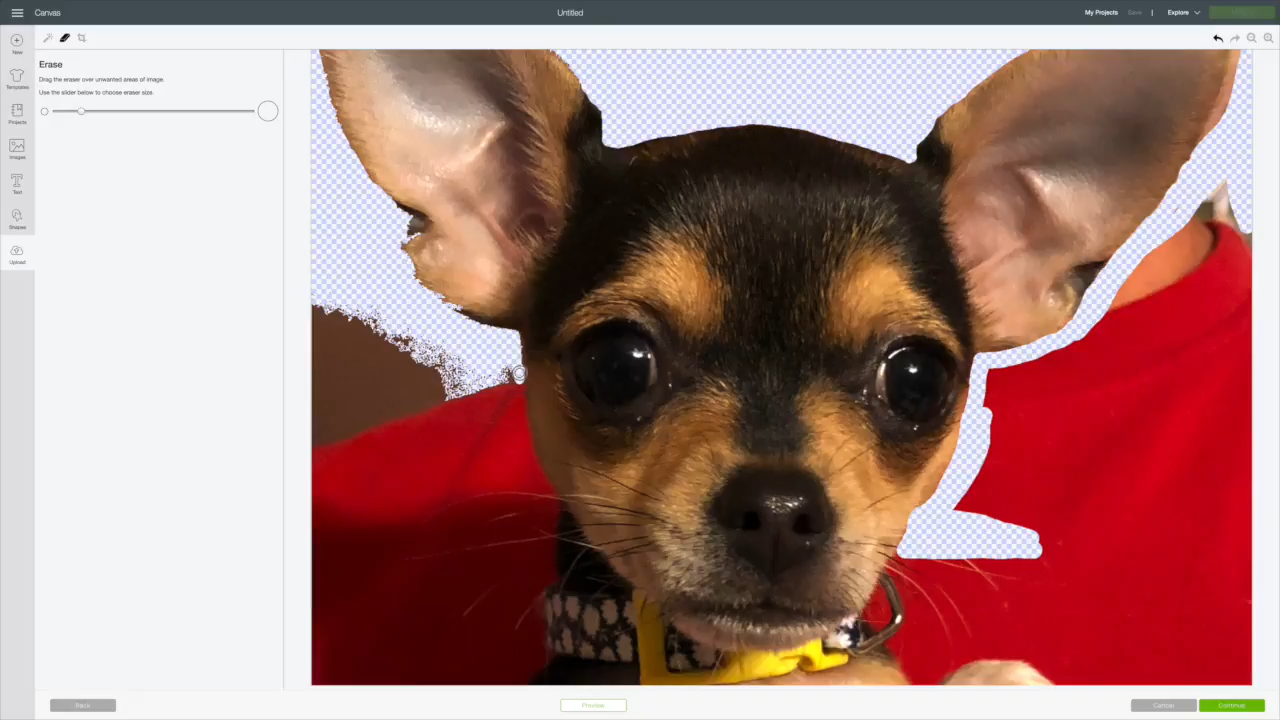 Canvas
Untitled
My Projects
Save
|
Explore
New
Templates
Projects
Images
Text
Shapes
Upload
Erase
Drag the eraser over unwanted areas of image.
Use the slider below to choose eraser size.
Back
Preview
Cancel
Continue